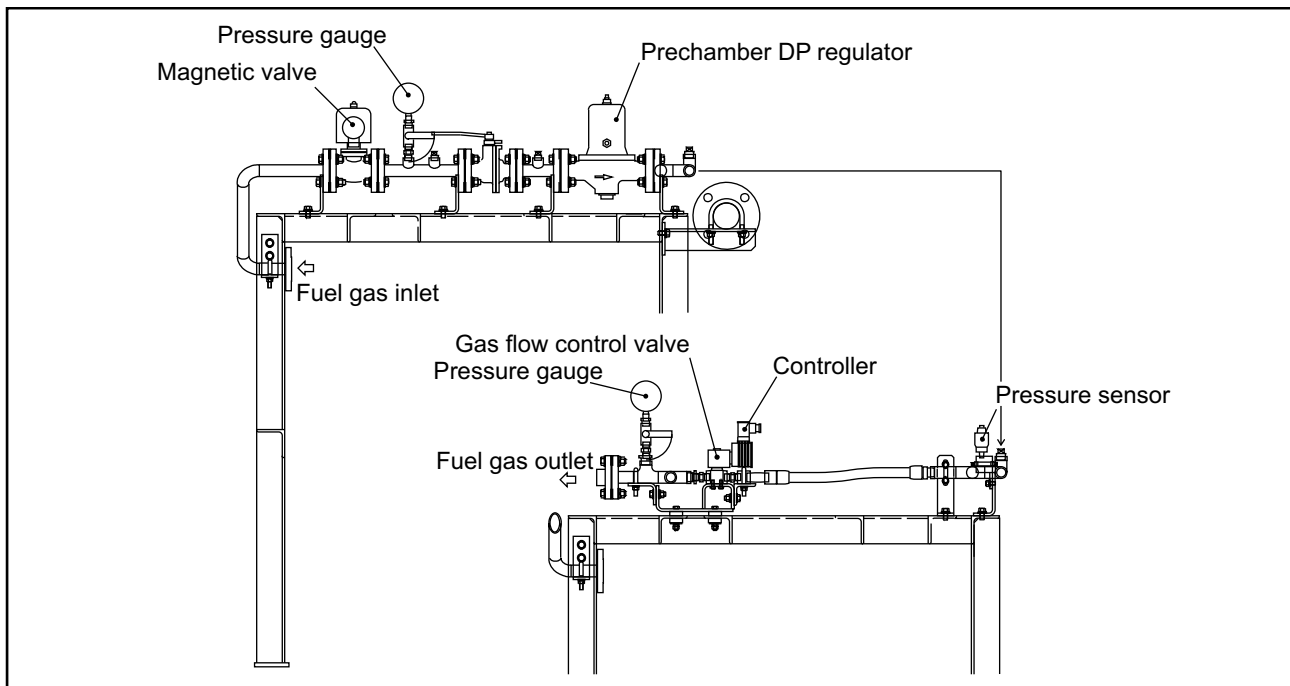 Pressure gauge
Magnetic valve
Prechamber DP regulator
Fuel gas inlet
Gas flow control valve
Pressure gauge
Controller
Pressure sensor
Fuel gas outlet